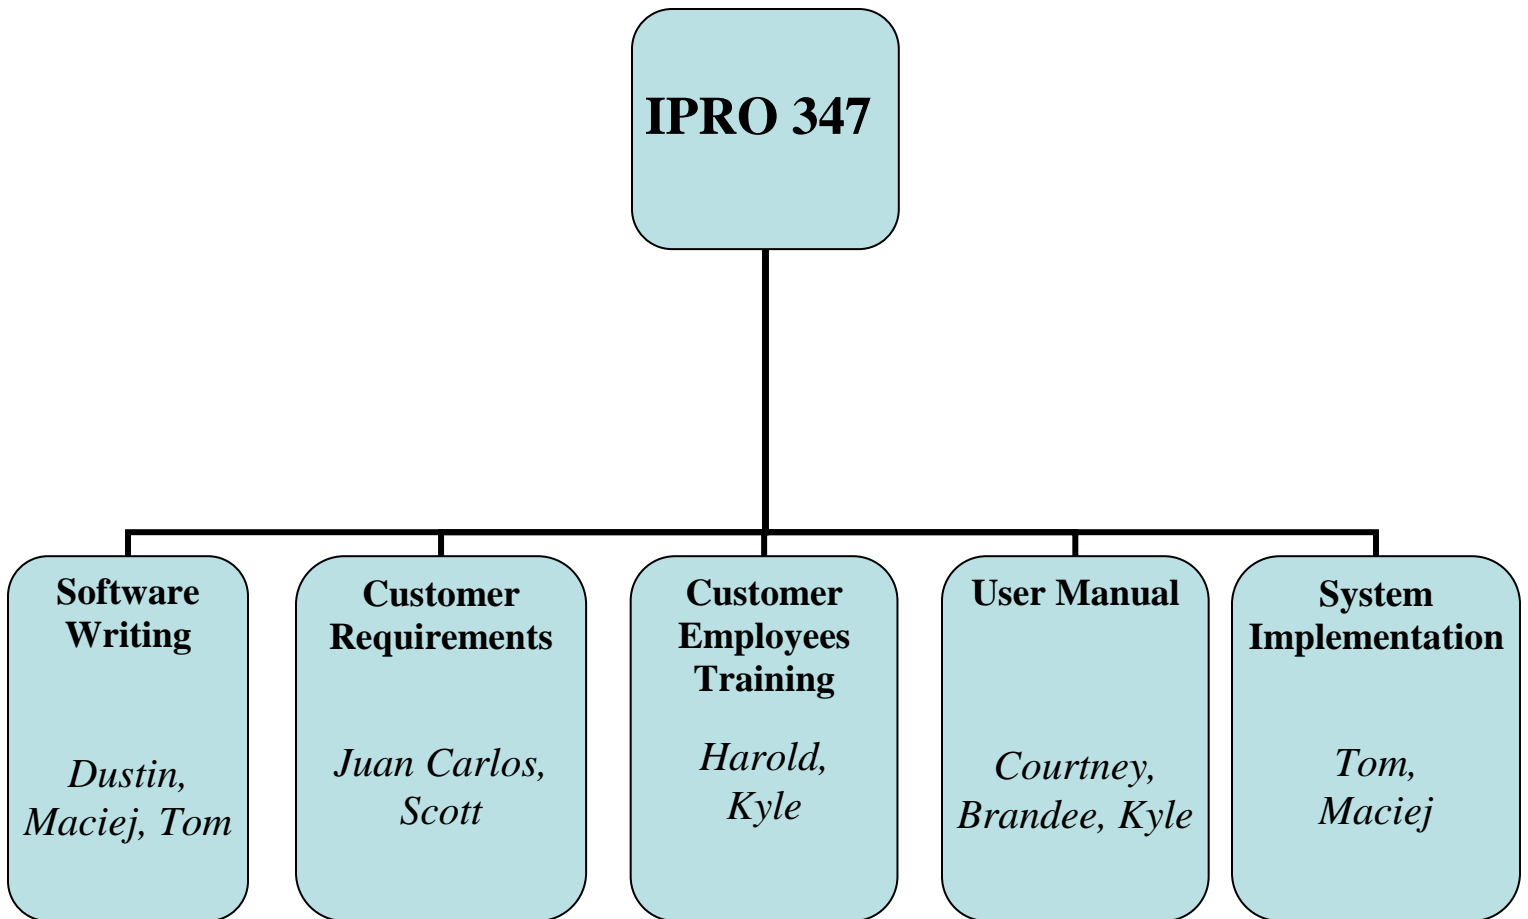 IPRO 347
Software
Writing
Dustin,
Maciej, Tom
Customer
Requirements
Juan Carlos,
Scott
Customer
Employees
Training
Harold,
Kyle
User Manual
Courtney,
Brandee, Kyle
System
Implementation
Tom,
Maciej